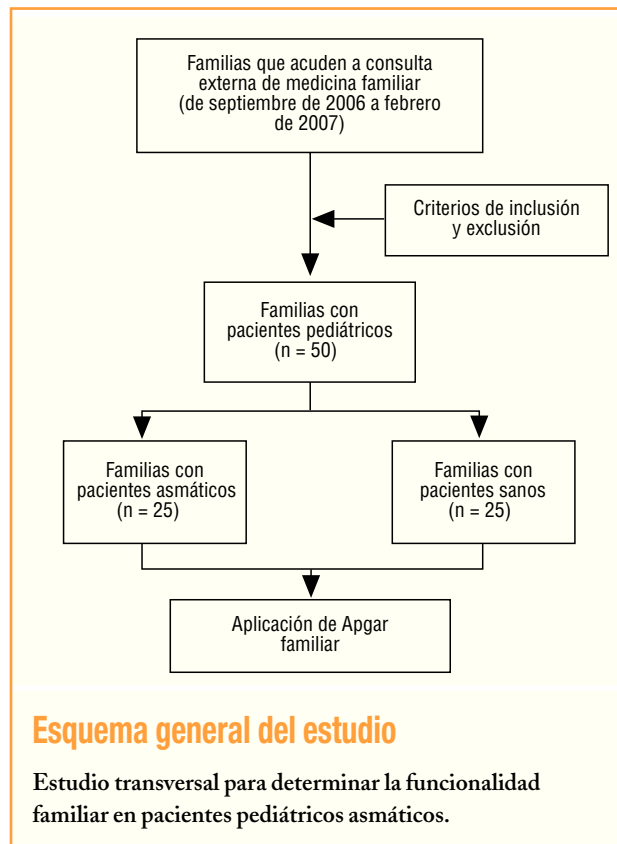 Familias que acuden a consulta
externa de medicina familiar
(de septiembre de 2006 a febrero
de 2007)
Criterios de inclusión
y exclusión
Familias con
pacientes pediátricos
(n = 50)
Familias con
pacientes asmáticos
(n = 25)
Familias con
pacientes sanos
(n = 25)
Aplicación de Apgar
familiar
Esquema general del estudio
Estudio transversal para determinar la funcionalidad
familiar en pacientes pediátricos asmáticos.